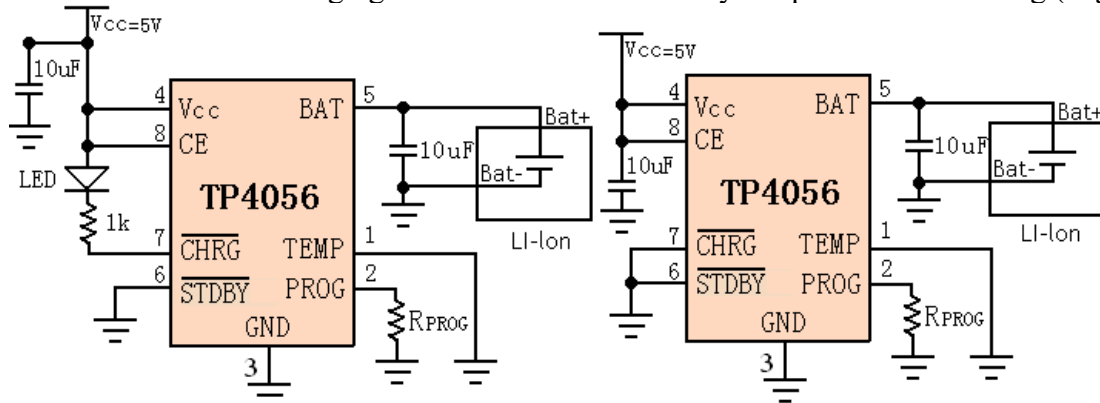 Vcc=5V
10uF
4
Vcc
BAT
5
8
CE
10uF
Bat+
Bat-
LED
TP4056
LI-lon
1k
7
CHRG
TEMP
1
6
STDBY
PROG
2
GND
RPROG
3
Vcc=5V
4
Vcc
BAT
5
8
CE
10uF
10uF
Bat+
Bat-
TP4056
LI-lon
7
CHRG
TEMP
1
6
STDBY
PROG
2
GND
RPROG
3